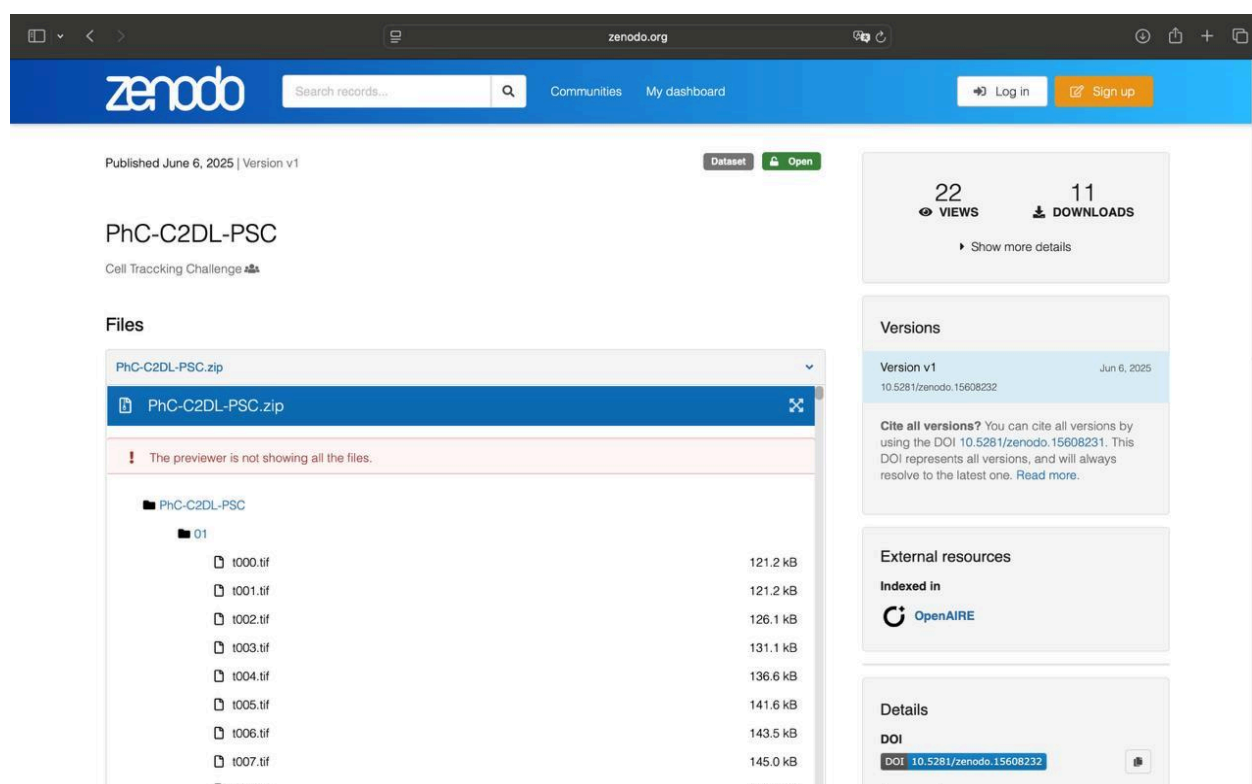 zenodo.org
zenodo
Search records...
Communities
My dashboard
Log in
Sign up
Published June 6, 2025 | Version v1
Dataset
Open
PhC-C2DL-PSC
Cell Traccking Challenge
Files
PhC-C2DL-PSC.zip
PhC-C2DL-PSC.zip
The previewer is not showing all the files.
PhC-C2DL-PSC
01
t000.tif 121.2 kB
t001.tif 121.2 kB
t002.tif 126.1 kB
t003.tif 131.1 kB
t004.tif 136.6 kB
t005.tif 141.6 kB
t006.tif 143.5 kB
t007.tif 145.0 kB
22 11
VIEWS DOWNLOADS
Show more details
Versions
Version v1 Jun 6, 2025
10.5281/zenodo.15608232
Cite all versions? You can cite all versions by
using the DOI 10.5281/zenodo.15608231. This
DOI represents all versions, and will always
resolve to the latest one. Read more.
External resources
Indexed in
OpenAIRE
Details
DOI
DOI 10.5281/zenodo.15608232